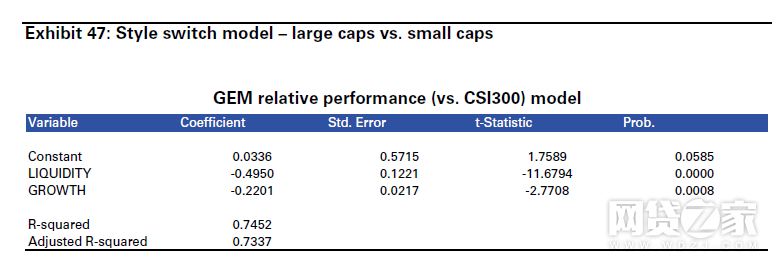 Exhibit 47: Style switch model – large caps vs. small caps
GEM relative performance (vs. CSI300) model
Variable Coefficient Std. Error t-Statistic Prob.
Constant 0.0336 0.5715 1.7589 0.0585
LIQUIDITY -0.4950 0.1221 -11.6794 0.0000
GROWTH -0.2201 0.0217 -2.7708 0.0008
R-squared 0.7452
Adjusted R-squared 0.7337
网贷之家